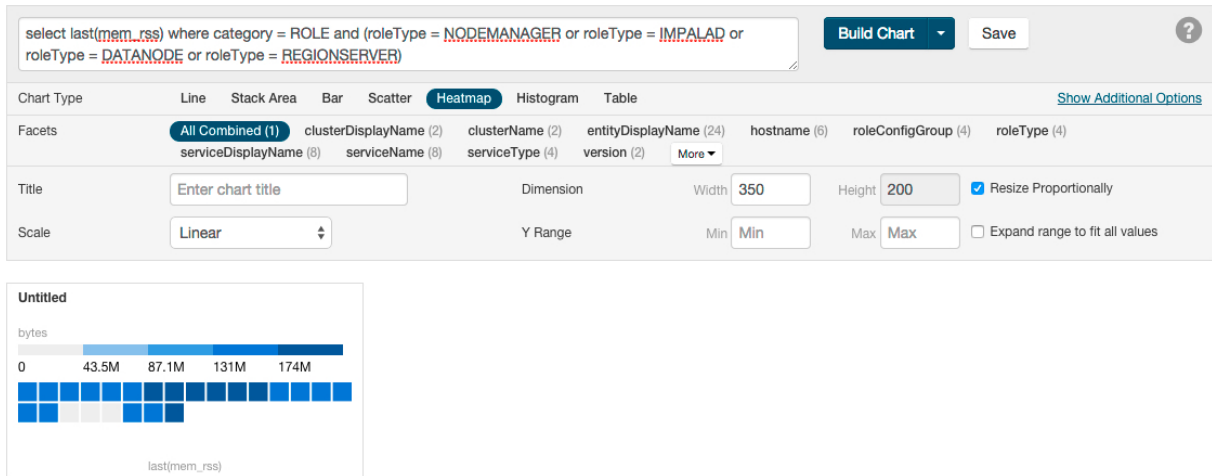 select last(mem_rss) where category = ROLE and (roleType = NODEMANAGER or roleType = IMPALAD or
roleType = DATANODE or roleType = REGIONSERVER)
Build Chart
Save
?
Chart Type Line Stack Area Bar Scatter Heatmap Histogram Table Show Additional Options
Facets All Combined (1) clusterDisplayName (2) clusterName (2) entityDisplayName (24) hostname (6) roleConfigGroup (4) roleType (4)
serviceDisplayName (8) serviceName (8) serviceType (4) version (2) More
Title Enter chart title Dimension Width 350 Height 200 Resize Proportionally
Scale Linear Y Range Min Min Max Max Expand range to fit all values
Untitled
bytes
0 43.5M 87.1M 131M 174M
last(mem_rss)